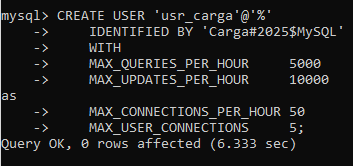 mysql> CREATE USER 'usr_carga'@'%'
    ->     IDENTIFIED BY 'Carga#2025$MySQL'
    ->     WITH
    ->     MAX_QUERIES_PER_HOUR     5000
    ->     MAX_UPDATES_PER_HOUR     10000
as
    ->     MAX_CONNECTIONS_PER_HOUR 50
    ->     MAX_USER_CONNECTIONS     5;
Query OK, 0 rows affected (6.333 sec)